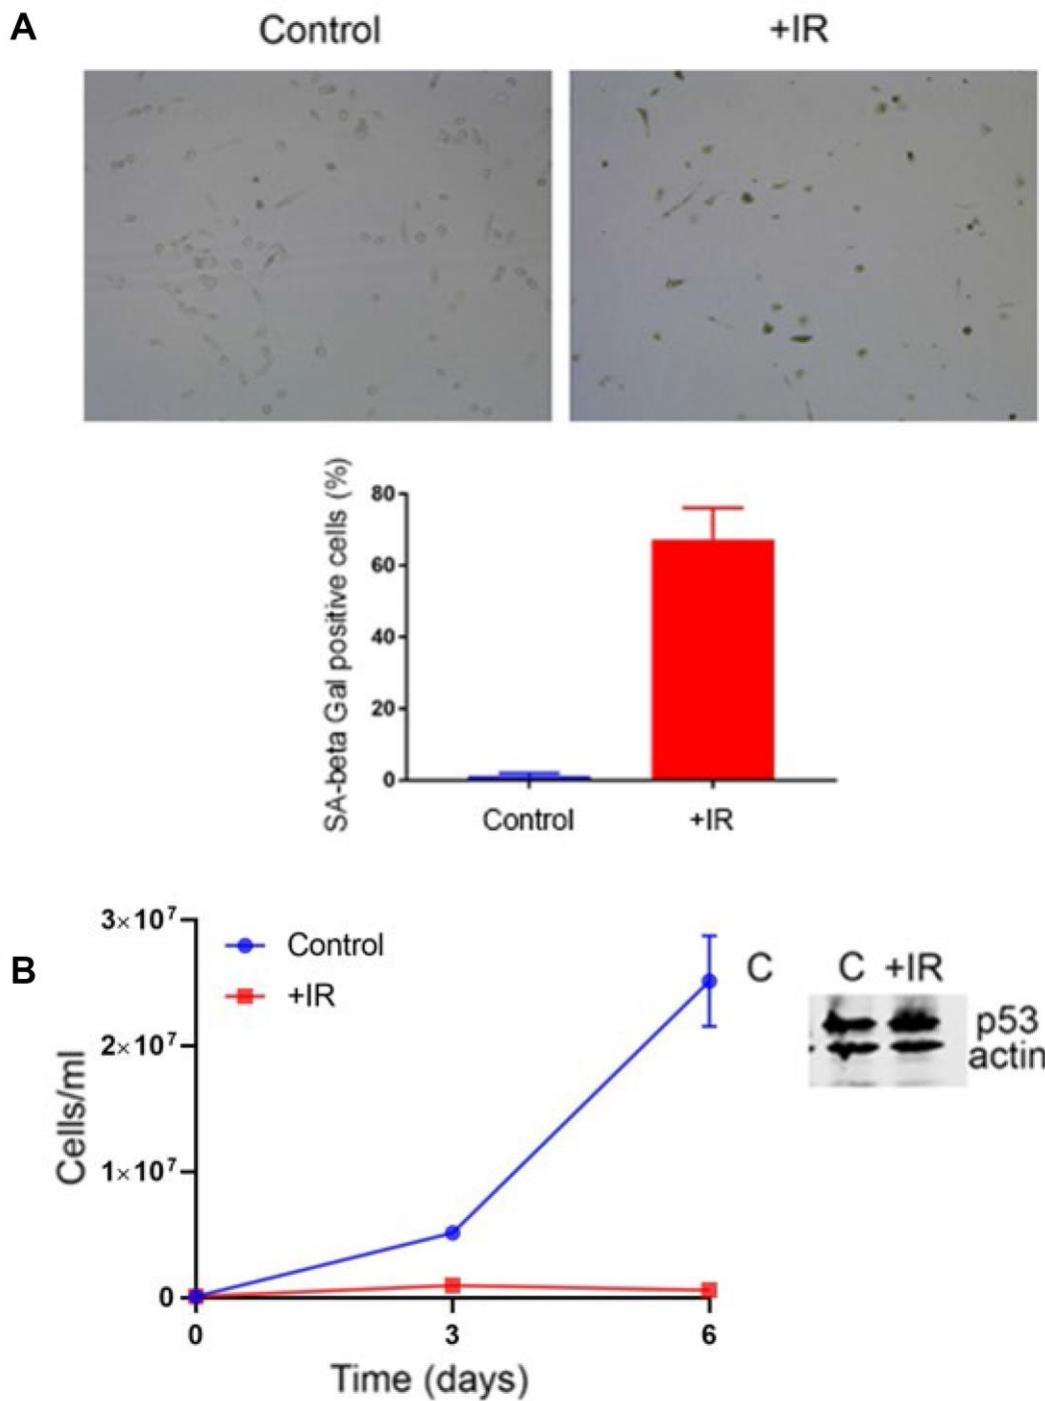 A
Control
+IR
SA-beta Gal positive cells (%)
80
60
40
20
0
Control
+IR
B
3×10⁷
2×10⁷
1×10⁷
0
Cells/ml
Control
+IR
0
3
6
Time (days)
C
C +IR
p53
actin